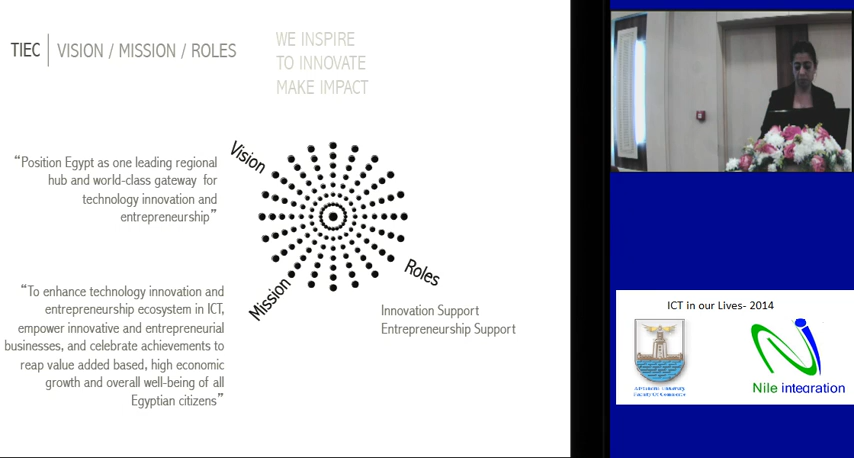 TIEC | VISION / MISSION / ROLES
WE INSPIRE
TO INNOVATE
MAKE IMPACT
Vision
“Position Egypt as one leading regional
hub and world-class gateway for
technology innovation and
entrepreneurship”
Mission
“To enhance technology innovation and
entrepreneurship ecosystem in ICT,
empower innovative and entrepreneurial
businesses, and celebrate achievements to
reap value added based, high economic
growth and overall well-being of all
Egyptian citizens”
Roles
Innovation Support
Entrepreneurship Support
ICT in our Lives- 2014
Nile integration